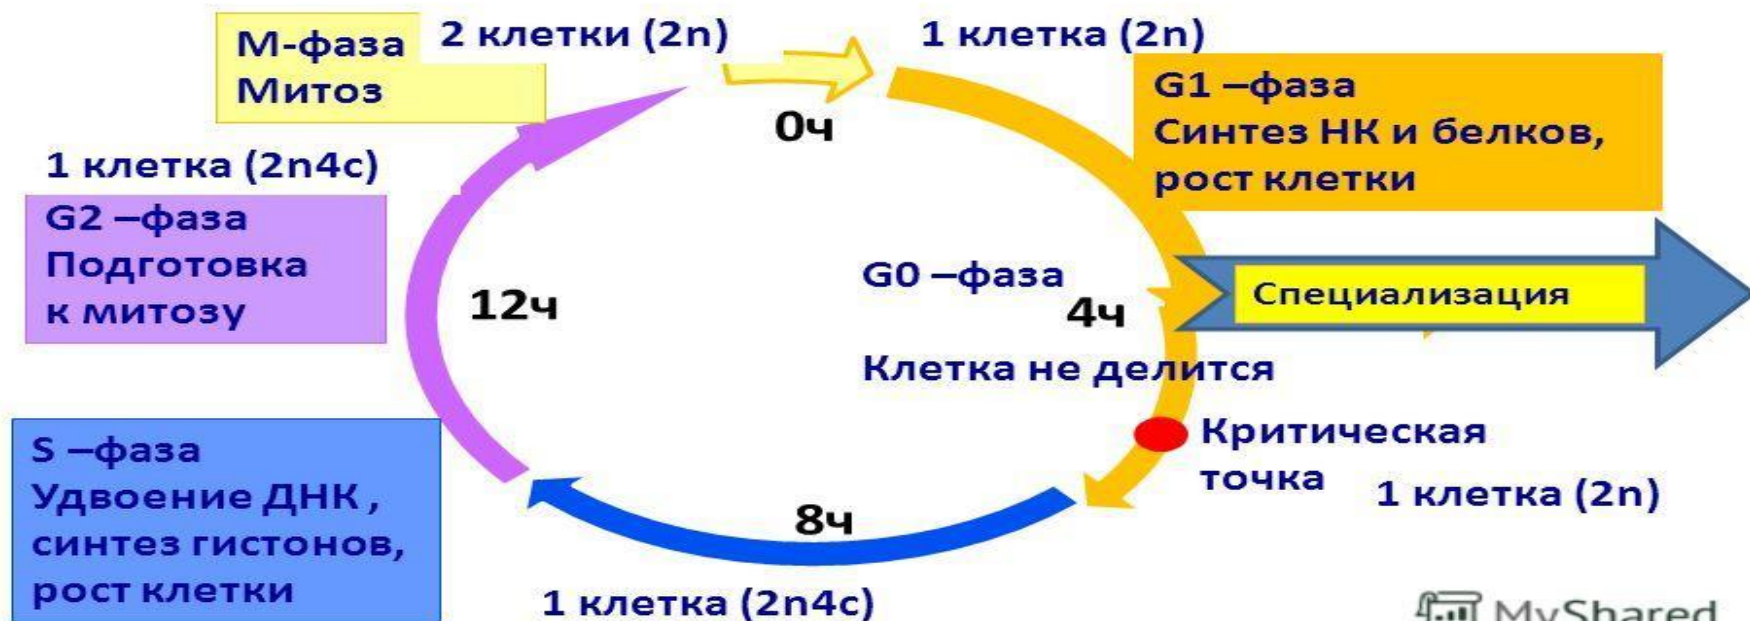 М-фаза
Митоз
2 клетки (2n)
1 клетка (2n)
0ч
G1 –фаза
Синтез НК и белков,
рост клетки
1 клетка (2n4c)
G2 –фаза
Подготовка
к митозу
12ч
G0 –фаза
4ч
Специализация
Клетка не делится
Критическая
точка
1 клетка (2n)
S –фаза
Удвоение ДНК ,
синтез гистонов,
рост клетки
8ч
1 клетка (2n4c)
MyShared